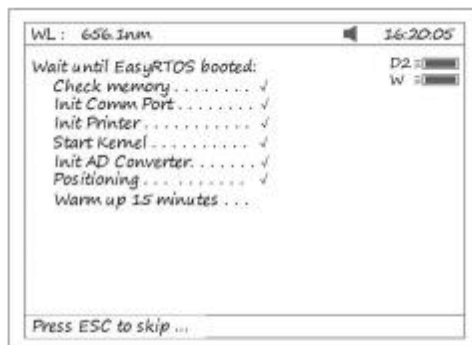 WL: 656.1nm 16:20:05
Wait until EasyRTOS booted: D2
Check memory . . . . . . . . √ W
Init Comm Port . . . . . . . √
Init Printer . . . . . . . . . . . √
Start Kernel . . . . . . . . . . √
Init AD Converter. . . . . . . √
Positioning . . . . . . . . . . . √
Warm up 15 minutes . . .
Press ESC to skip ...